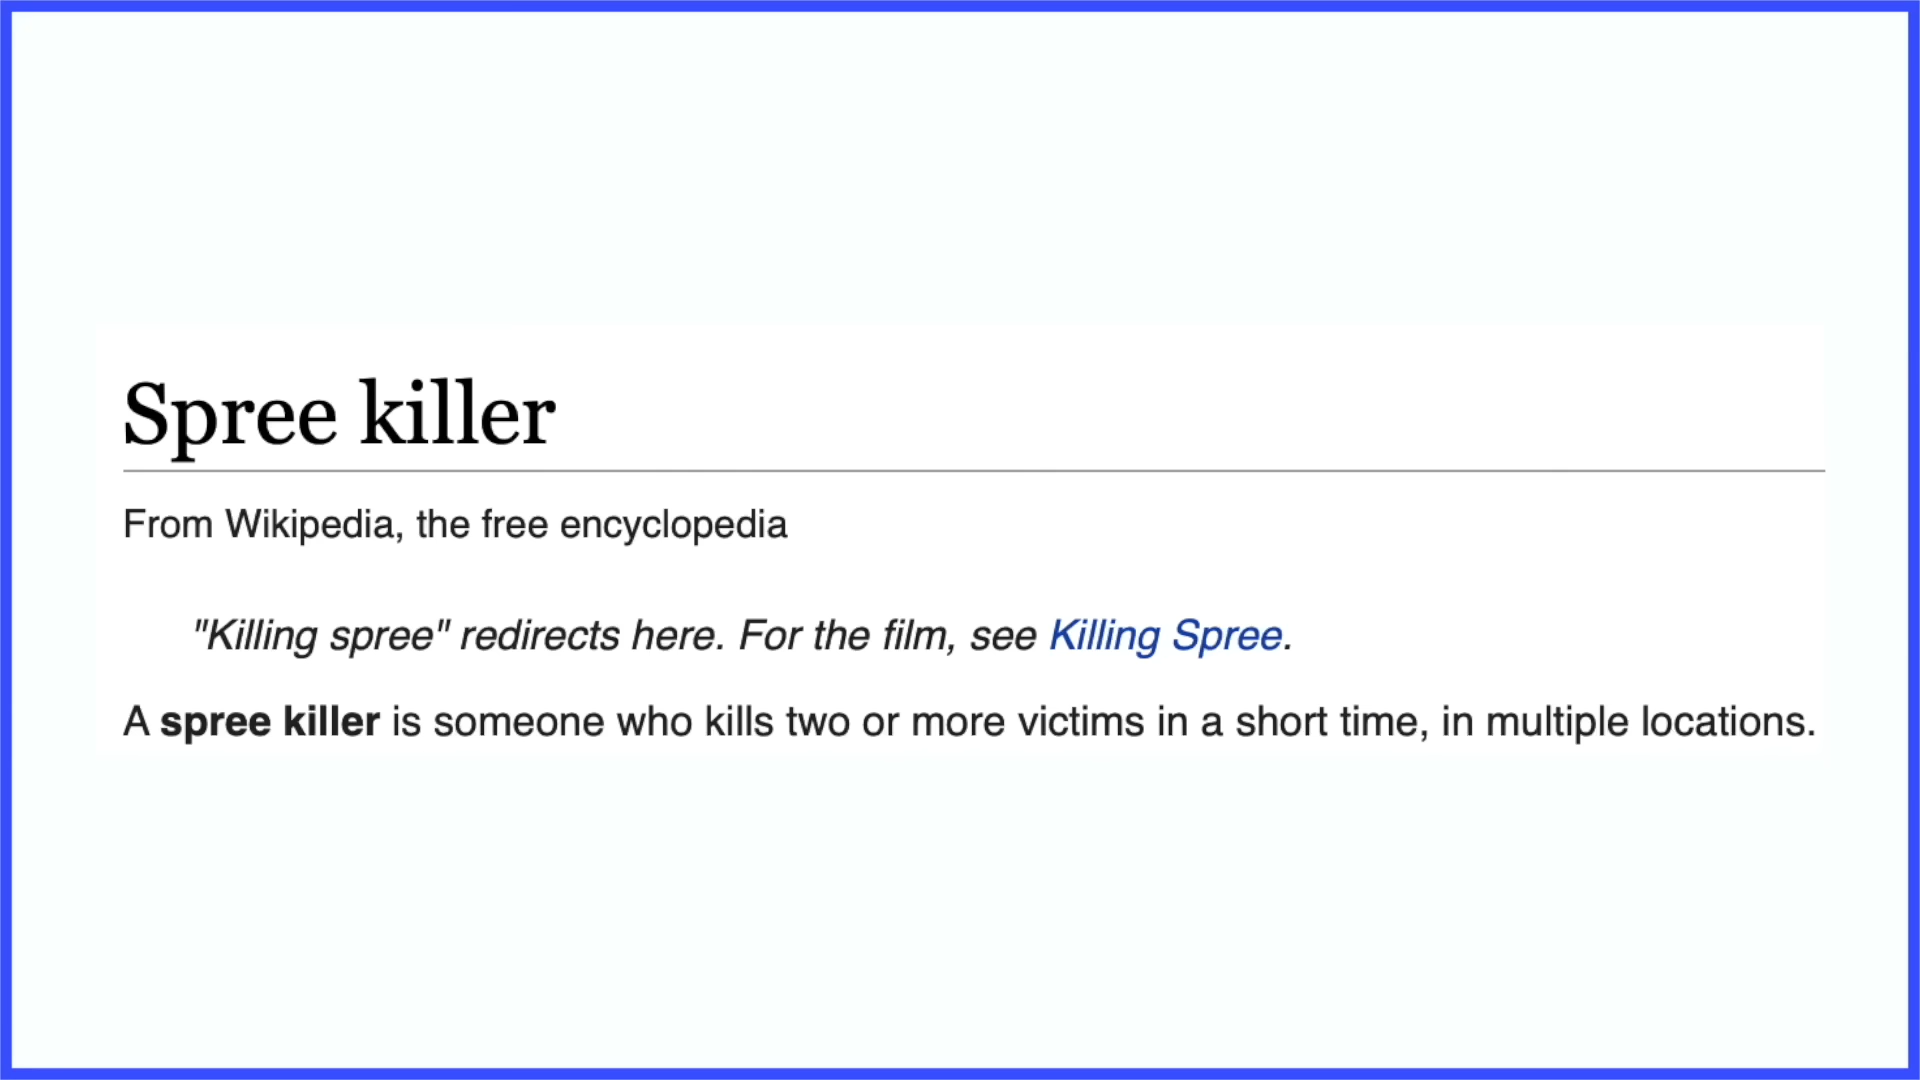 Spree killer
From Wikipedia, the free encyclopedia
"Killing spree" redirects here. For the film, see Killing Spree.
A spree killer is someone who kills two or more victims in a short time, in multiple locations.